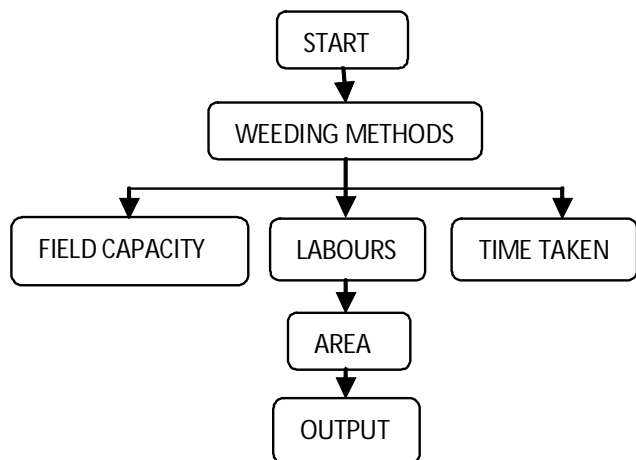 START
WEEDING METHODS
FIELD CAPACITY
LABOURS
TIME TAKEN
AREA
OUTPUT